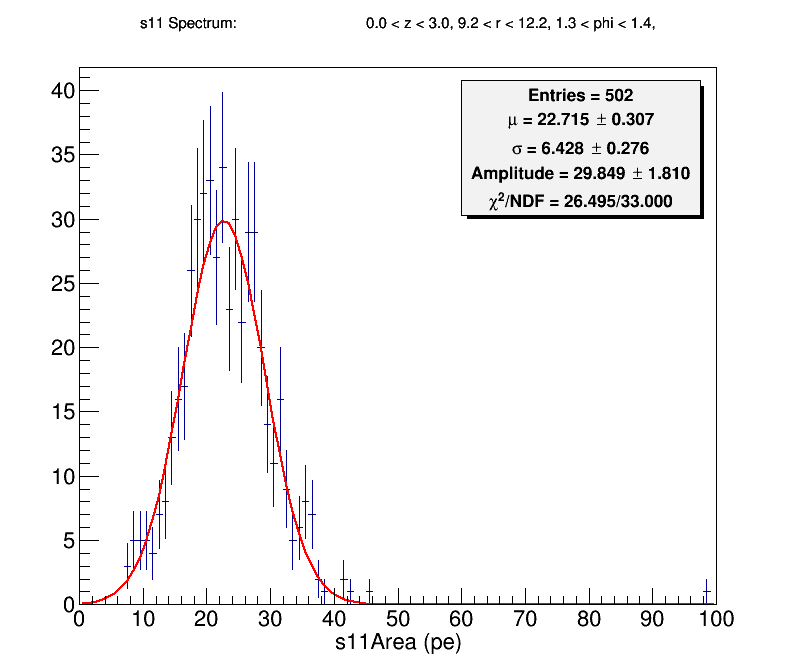 s11 Spectrum: 0.0 < z < 3.0, 9.2 < r < 12.2, 1.3 < phi < 1.4,
Entries = 502
μ = 22.715 ± 0.307
σ = 6.428 ± 0.276
Amplitude = 29.849 ± 1.810
χ²/NDF = 26.495/33.000
40
35
30
25
20
15
10
5
0
0 10 20 30 40 50 60 70 80 90 100
s11Area (pe)